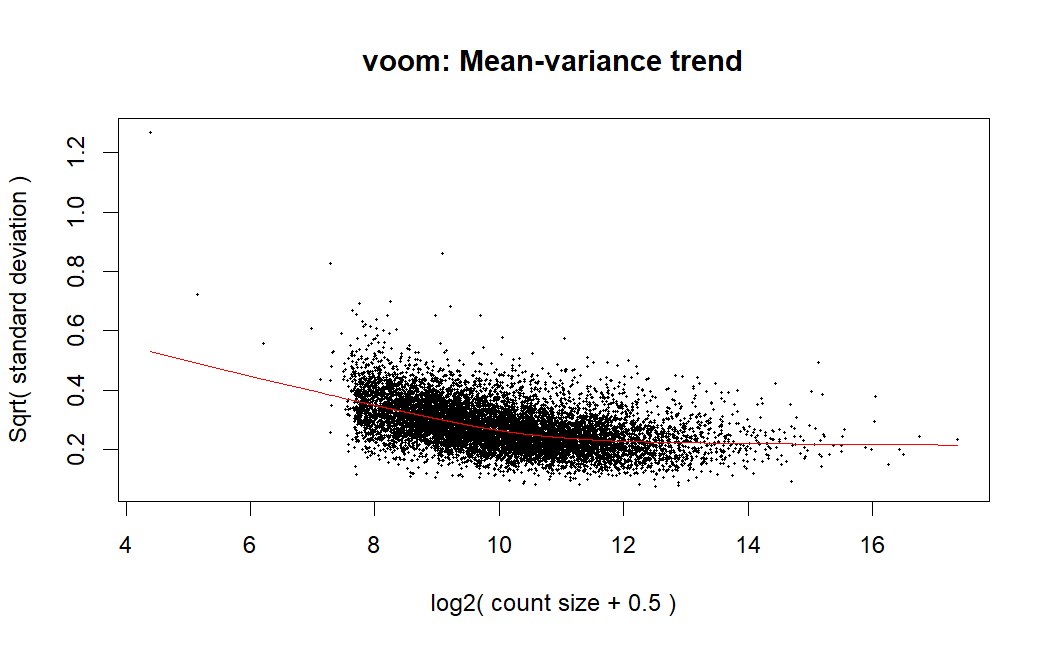 voom: Mean-variance trend
Sqrt( standard deviation )
1.2
1.0
0.8
0.6
0.4
0.2
4 6 8 10 12 14 16
log2( count size + 0.5 )